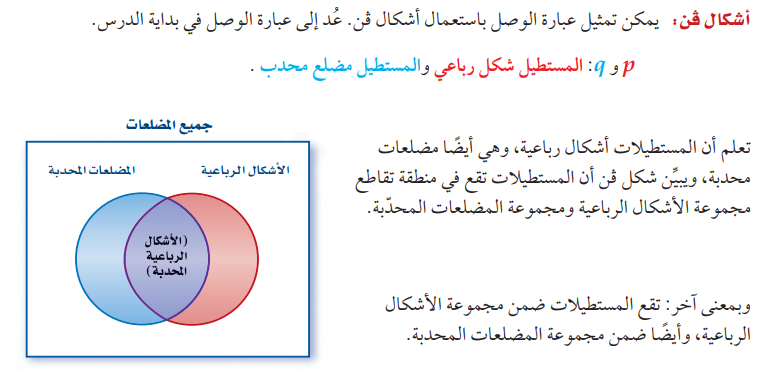 أشكال ڤن: يمكن تمثيل عبارة الوصل باستعمال أشكال ڤن. عُد إلى عبارة الوصل في بداية الدرس.
p و q: المستطيل شكل رباعي والمستطيل مضلع محدب .
تعلم أن المستطيلات أشكال رباعية، وهي أيضًا مضلعات
محدبة، ويبيِّن شكل ڤن أن المستطيلات تقع في منطقة تقاطع
مجموعة الأشكال الرباعية ومجموعة المضلعات المحدّبة.
وبمعنى آخر: تقع المستطيلات ضمن مجموعة الأشكال
الرباعية، وأيضًا ضمن مجموعة المضلعات المحدبة.
جميع المضلعات
الأشكال الرباعية
المضلعات المحدبة
(الأشكال
الرباعية
المحدبة)